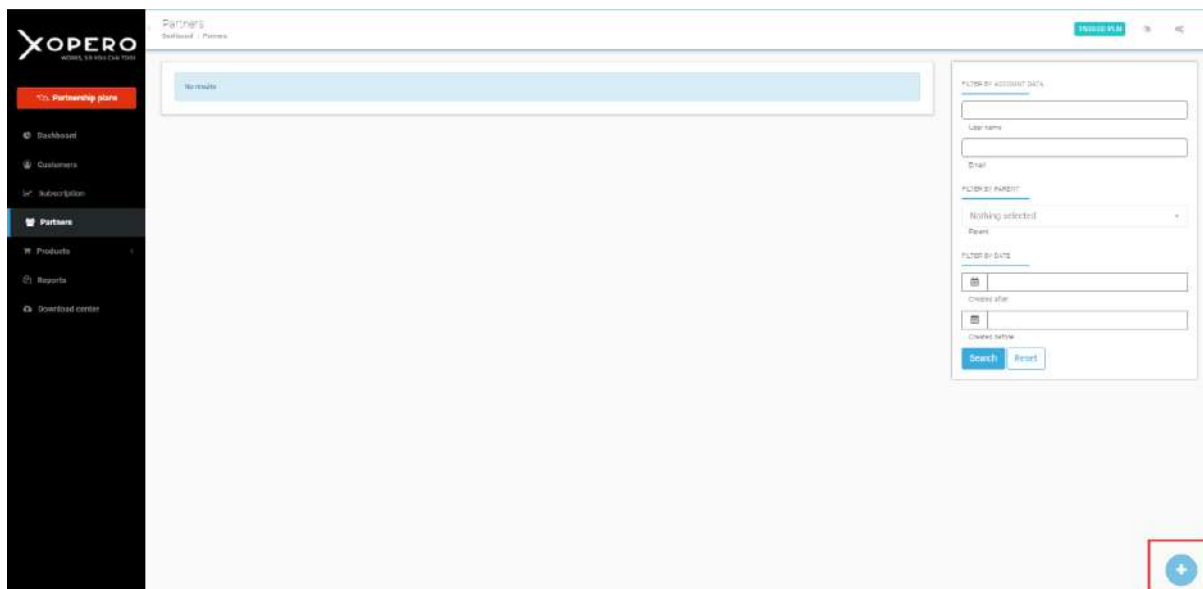 XOPERO
WORKS, SO YOU CAN TOO!
Partnership plans
Dashboard
Customers
Subscription
Partners
Products
Reports
Download center
Partners
Dashboard / Partners
PLN
No results
FILTER BY ACCOUNT DATA
User name
Email
FILTER BY PARENT
Nothing selected
Parent
FILTER BY DATE
Created after
Created before
Search
Reset